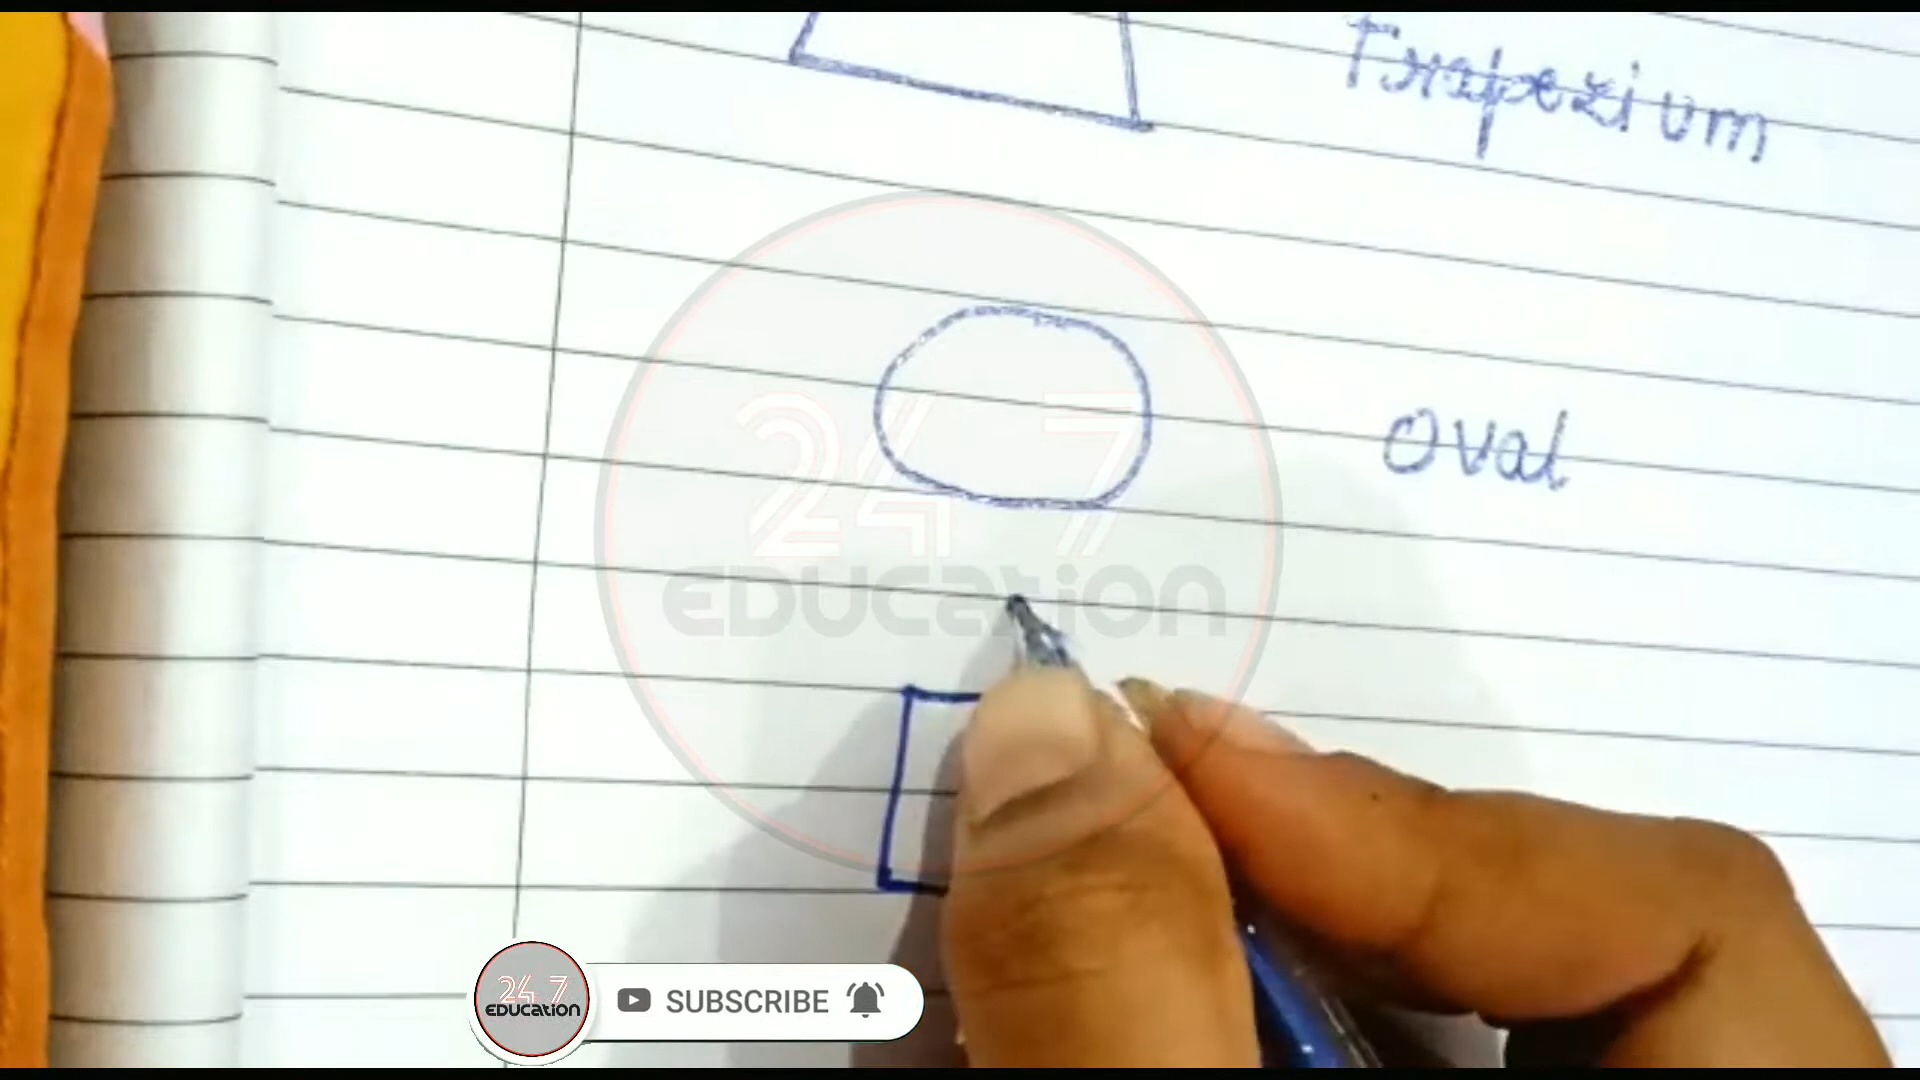 Trapezium
oval
24 7
EDUCATION
24 7
EDUCATION
SUBSCRIBE